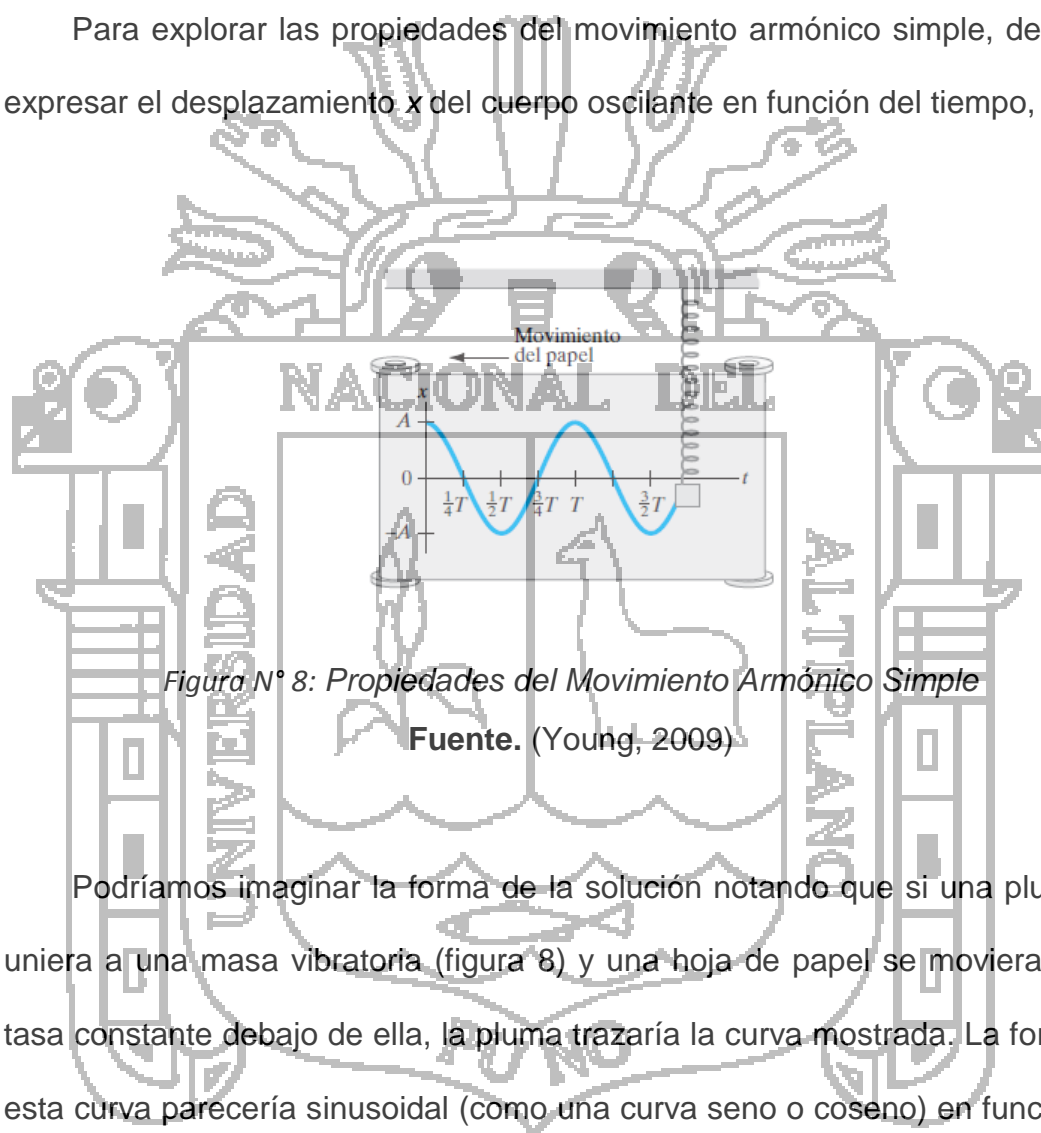 Para explorar las propiedades del movimiento armónico simple, de
expresar el desplazamiento x del cuerpo oscilante en función del tiempo,
Movimiento
del papel
NACIONAL DEL
x
A
0
t
1/4T 1/2T 3/4T T 3/2T
-A
UNIVERSIDAD
ALTIPLANO
Figura N° 8: Propiedades del Movimiento Armónico Simple
Fuente. (Young, 2009)
Podríamos imaginar la forma de la solución notando que si una plu
uniera a una masa vibratoria (figura 8) y una hoja de papel se moviera
tasa constante debajo de ella, la pluma trazaría la curva mostrada. La for
PUNO
esta curva parecería sinusoidal (como una curva seno o coseno) en func